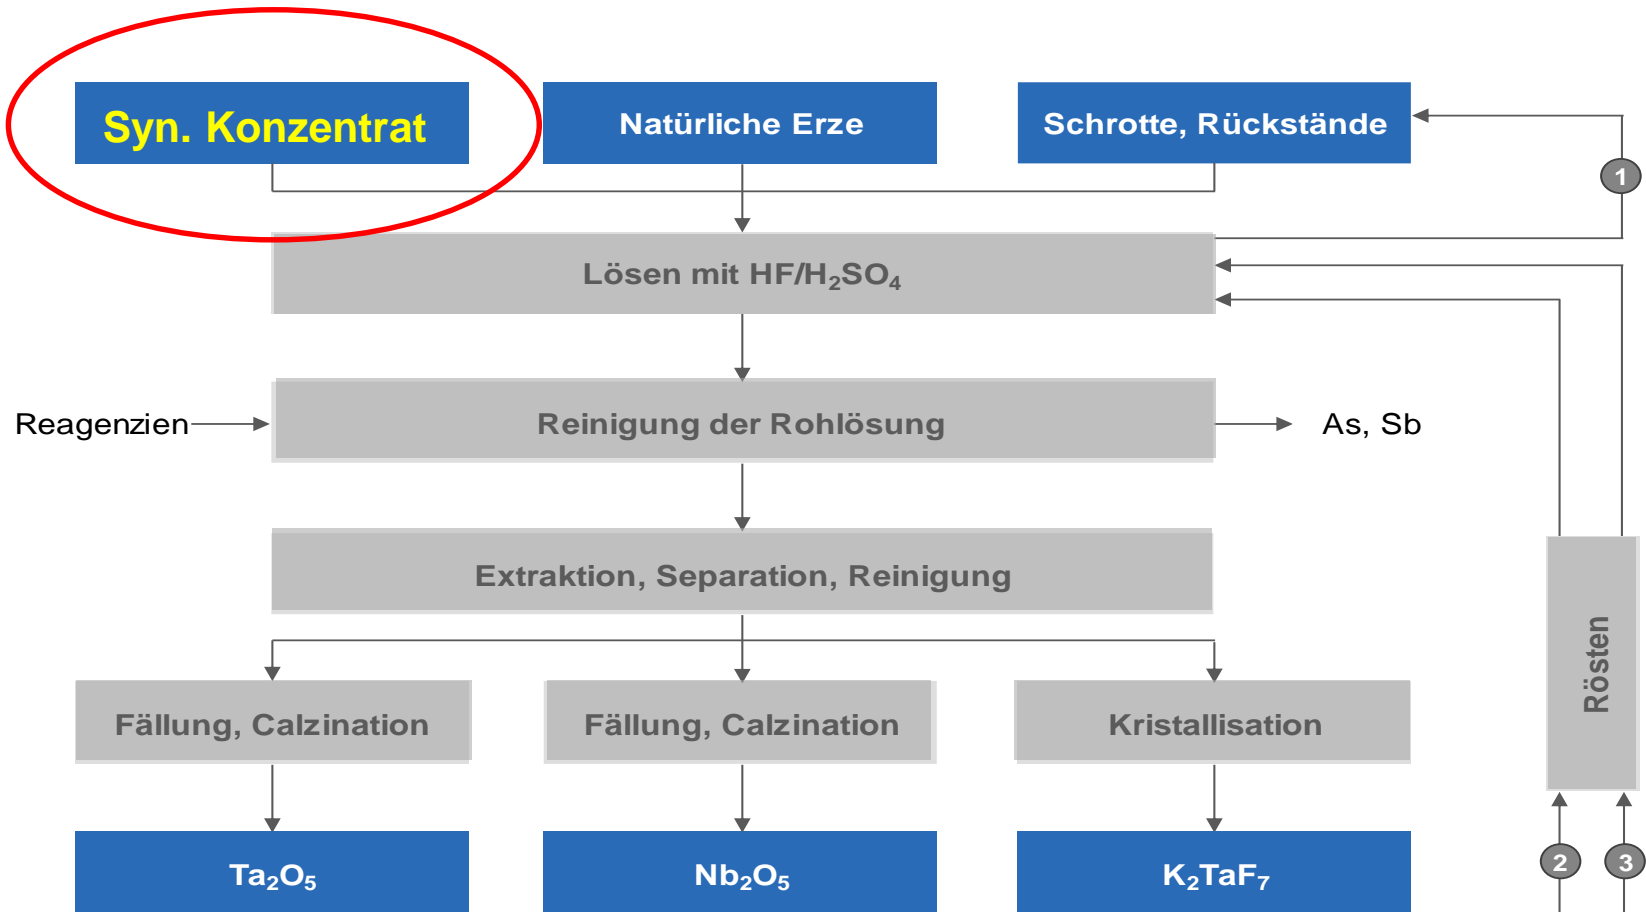 Syn. Konzentrat
Natürliche Erze
Schrotte, Rückstände
1
Lösen mit HF/H₂SO₄
Reagenzien
Reinigung der Rohlösung
As, Sb
Extraktion, Separation, Reinigung
Rösten
Fällung, Calzination
Fällung, Calzination
Kristallisation
Ta₂O₅
Nb₂O₅
K₂TaF₇
2
3